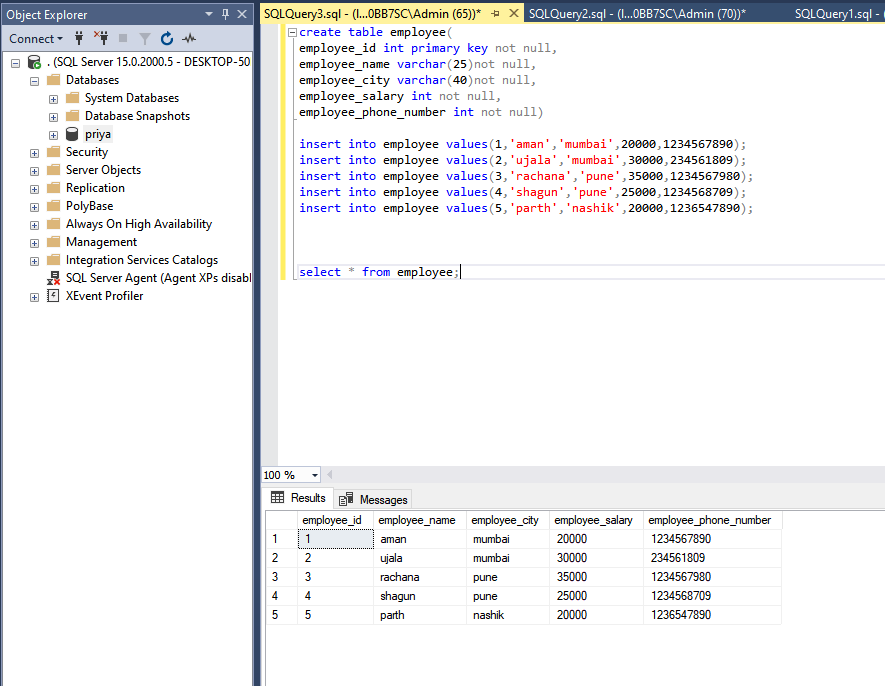 Object Explorer
Connect
. (SQL Server 15.0.2000.5 - DESKTOP-50
Databases
System Databases
Database Snapshots
priya
Security
Server Objects
Replication
PolyBase
Always On High Availability
Management
Integration Services Catalogs
SQL Server Agent (Agent XPs disabl
XEvent Profiler
SQLQuery3.sql - (l...0BB7SC\Admin (65))* SQLQuery2.sql - (l...0BB7SC\Admin (70))* SQLQuery1.sql - (
create table employee(
employee_id int primary key not null,
employee_name varchar(25)not null,
employee_city varchar(40)not null,
employee_salary int not null,
employee_phone_number int not null)
insert into employee values(1,'aman','mumbai',20000,1234567890);
insert into employee values(2,'ujala','mumbai',30000,234561809);
insert into employee values(3,'rachana','pune',35000,1234567980);
insert into employee values(4,'shagun','pune',25000,1234568709);
insert into employee values(5,'parth','nashik',20000,1236547890);
select * from employee;
100 %
Results Messages
employee_id employee_name employee_city employee_salary employee_phone_number
1 1 aman mumbai 20000 1234567890
2 2 ujala mumbai 30000 234561809
3 3 rachana pune 35000 1234567980
4 4 shagun pune 25000 1234568709
5 5 parth nashik 20000 1236547890